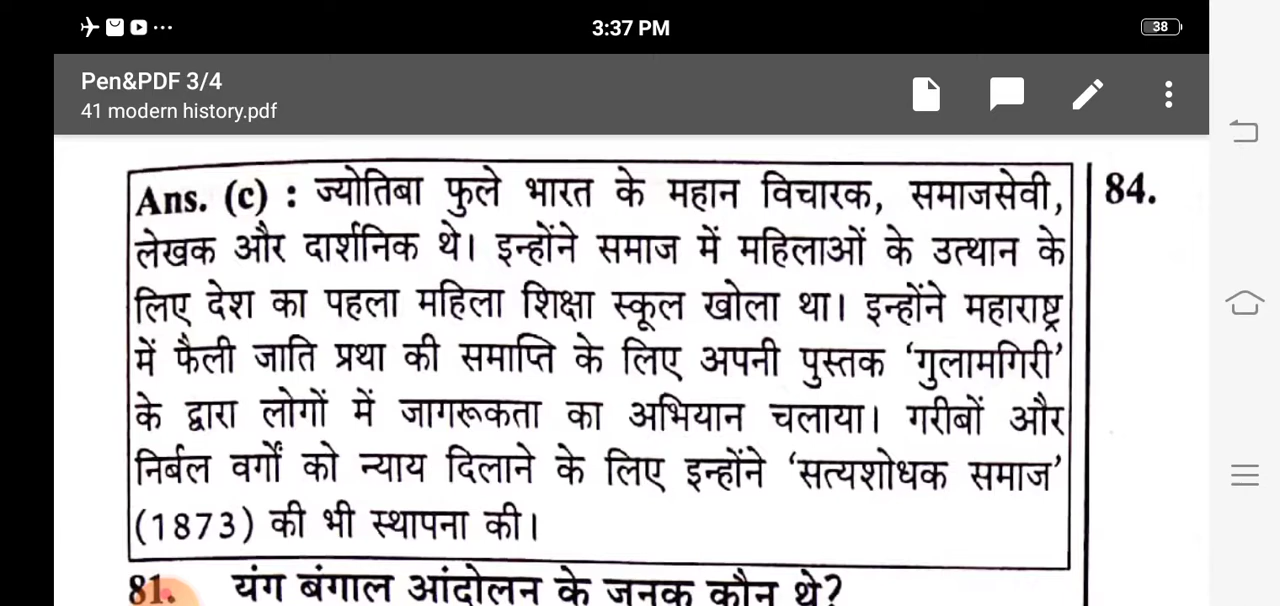 3:37 PM
38
Pen&PDF 3/4
41 modern history.pdf
Ans. (c) : ज्योतिबा फुले भारत के महान विचारक, समाजसेवी,
लेखक और दार्शनिक थे। इन्होंने समाज में महिलाओं के उत्थान के
लिए देश का पहला महिला शिक्षा स्कूल खोला था। इन्होंने महाराष्ट्र
में फैली जाति प्रथा की समाप्ति के लिए अपनी पुस्तक ‘गुलामगिरी’
के द्वारा लोगों में जागरूकता का अभियान चलाया। गरीबों और
निर्बल वर्गों को न्याय दिलाने के लिए इन्होंने ‘सत्यशोधक समाज’
(1873) की भी स्थापना की।
84.
81. यंग बंगाल आंदोलन के जनक कौन थे?